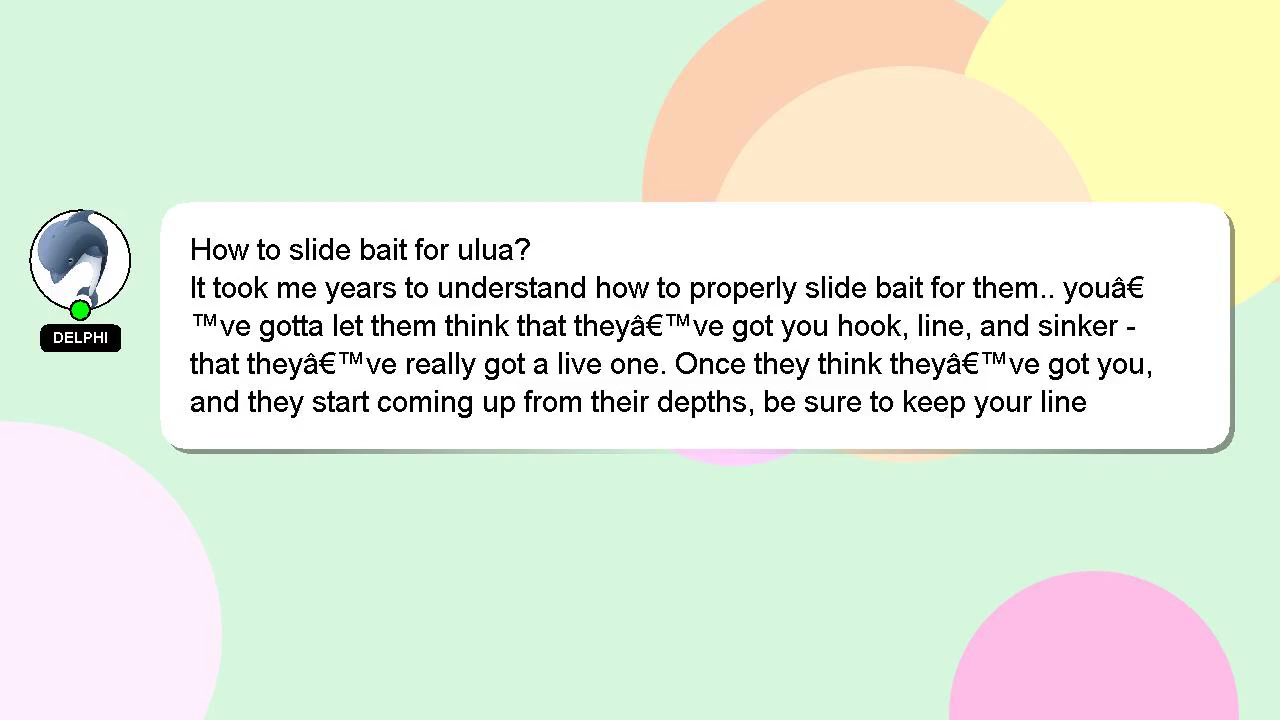 How to slide bait for ulua?
It took me years to understand how to properly slide bait for them.. youâ€
™ve gotta let them think that theyâ€™ve got you hook, line, and sinker -
that theyâ€™ve really got a live one. Once they think theyâ€™ve got you,
and they start coming up from their depths, be sure to keep your line
DELPHI